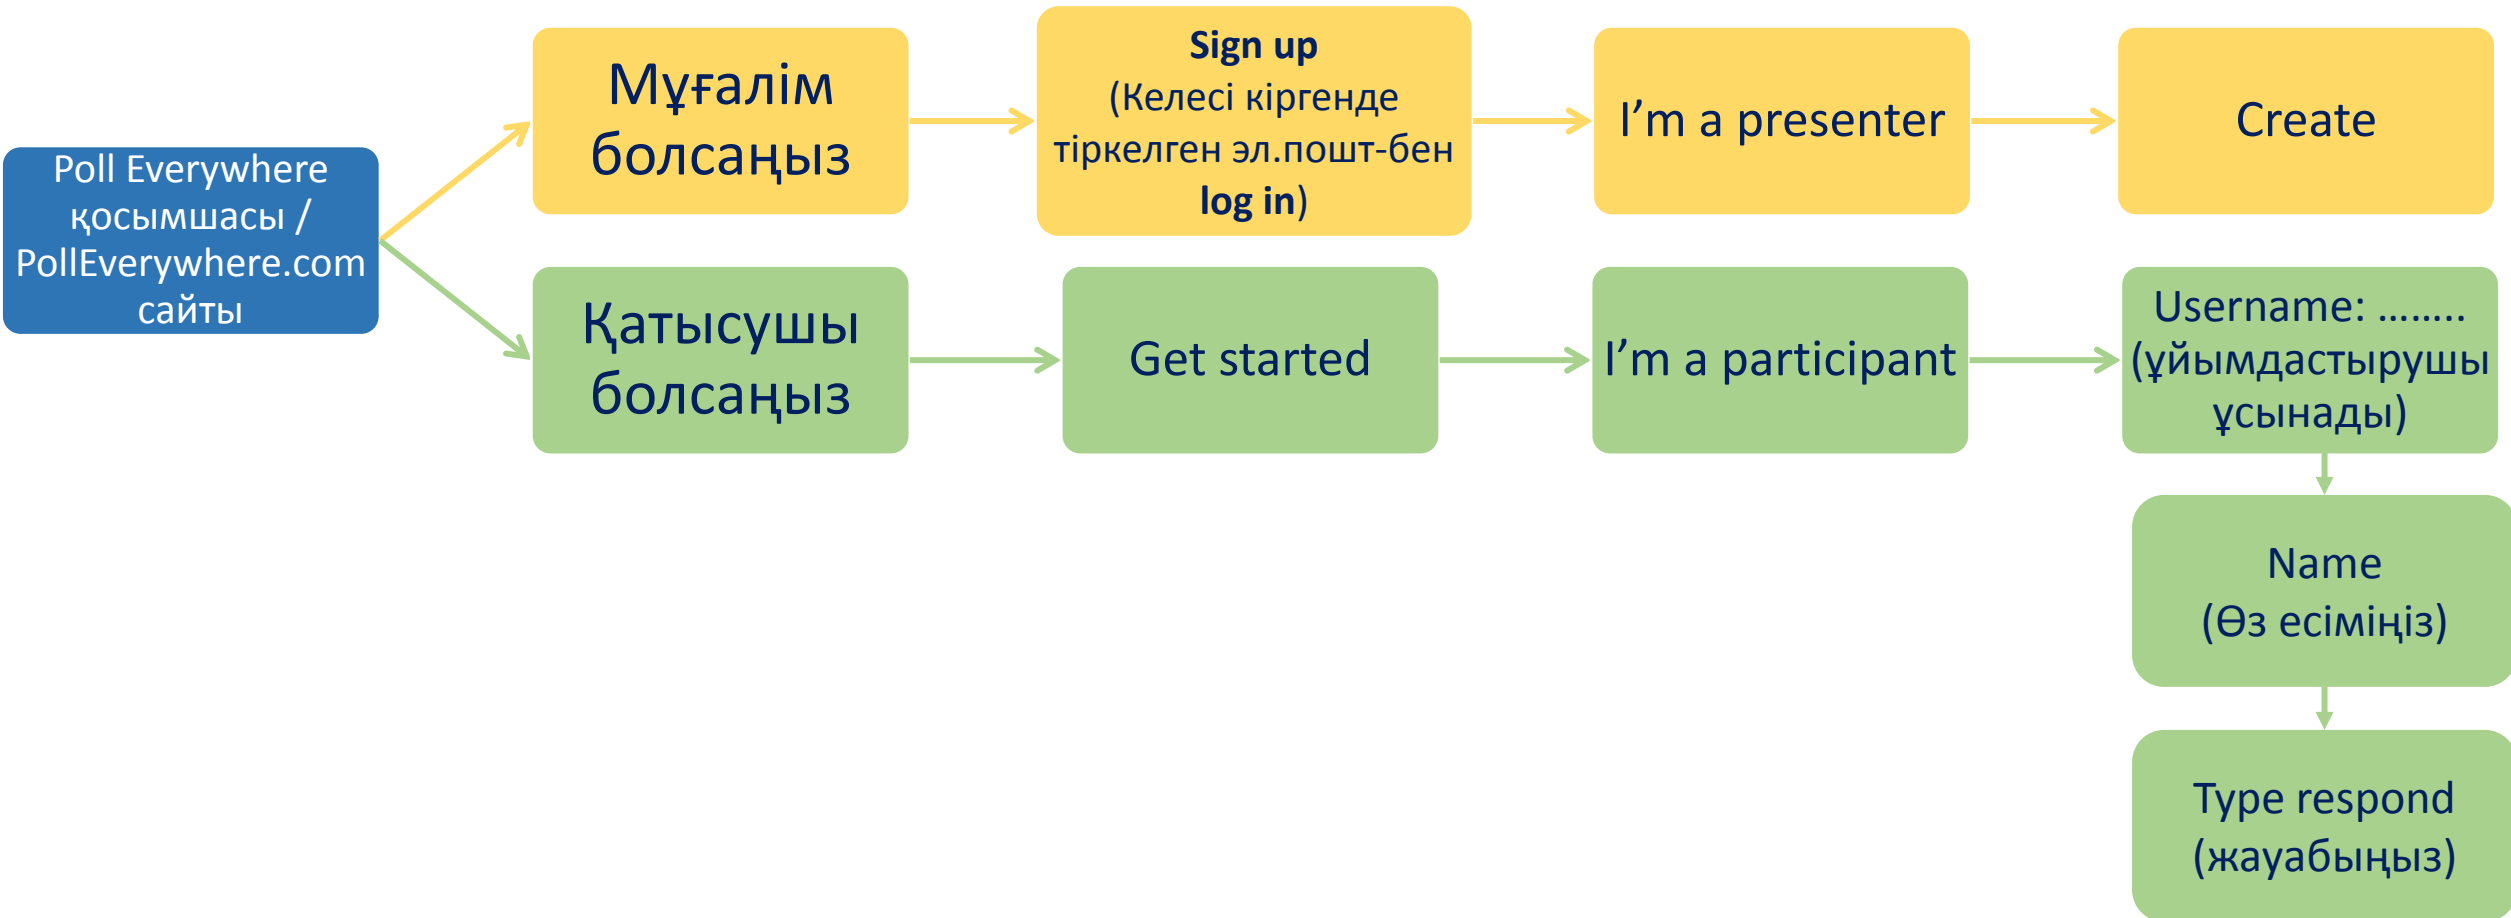 Poll Everywhere
қосымшасы /
PollEverywhere.com
сайты
Мұғалім
болсаңыз
Sign up
(Келесі кіргенде
тіркелген эл.пошт-бен
log in)
I’m a presenter
Create
Қатысушы
болсаңыз
Get started
I’m a participant
Username: ........
(ұйымдастырушы
ұсынады)
Name
(Өз есіміңіз)
Type respond
(жауабыңыз)